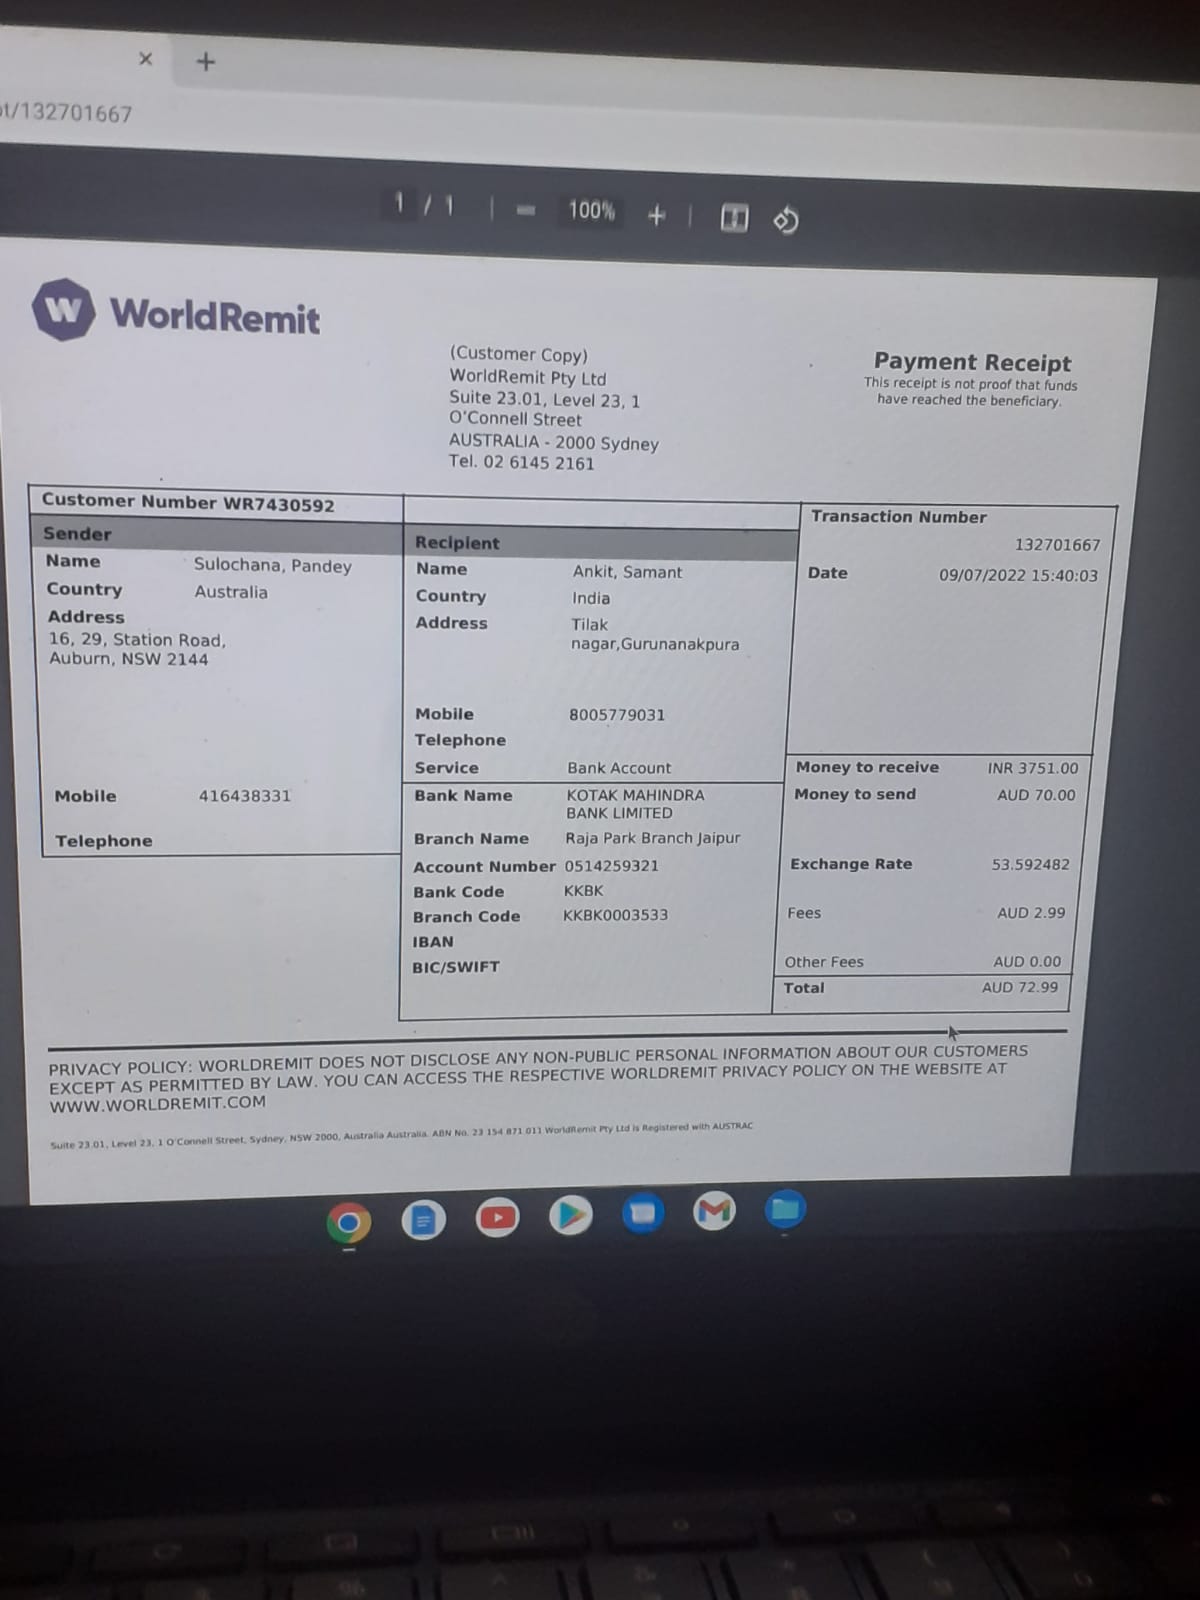 ot/132701667
1 / 1
100%
WorldRemit
(Customer Copy)
WorldRemit Pty Ltd
Suite 23.01, Level 23, 1
O'Connell Street
AUSTRALIA - 2000 Sydney
Tel. 02 6145 2161
Payment Receipt
This receipt is not proof that funds
have reached the beneficiary.
Customer Number WR7430592
Sender
Name Sulochana, Pandey
Country Australia
Address
16, 29, Station Road,
Auburn, NSW 2144
Mobile 416438331
Telephone
Recipient
Name Ankit, Samant
Country India
Address Tilak
nagar,Gurunanakpura
Mobile 8005779031
Telephone
Service Bank Account
Bank Name KOTAK MAHINDRA
BANK LIMITED
Branch Name Raja Park Branch Jaipur
Account Number 0514259321
Bank Code KKBK
Branch Code KKBK0003533
IBAN
BIC/SWIFT
Transaction Number
132701667
Date 09/07/2022 15:40:03
Money to receive INR 3751.00
Money to send AUD 70.00
Exchange Rate 53.592482
Fees AUD 2.99
Other Fees AUD 0.00
Total AUD 72.99
PRIVACY POLICY: WORLDREMIT DOES NOT DISCLOSE ANY NON-PUBLIC PERSONAL INFORMATION ABOUT OUR CUSTOMERS
EXCEPT AS PERMITTED BY LAW. YOU CAN ACCESS THE RESPECTIVE WORLDREMIT PRIVACY POLICY ON THE WEBSITE AT
WWW.WORLDREMIT.COM
Suite 23.01, Level 23, 1 O'Connell Street, Sydney, NSW 2000, Australia Australia. ABN No. 23 154 871 011 WorldRemit Pty Ltd is Registered with AUSTRAC